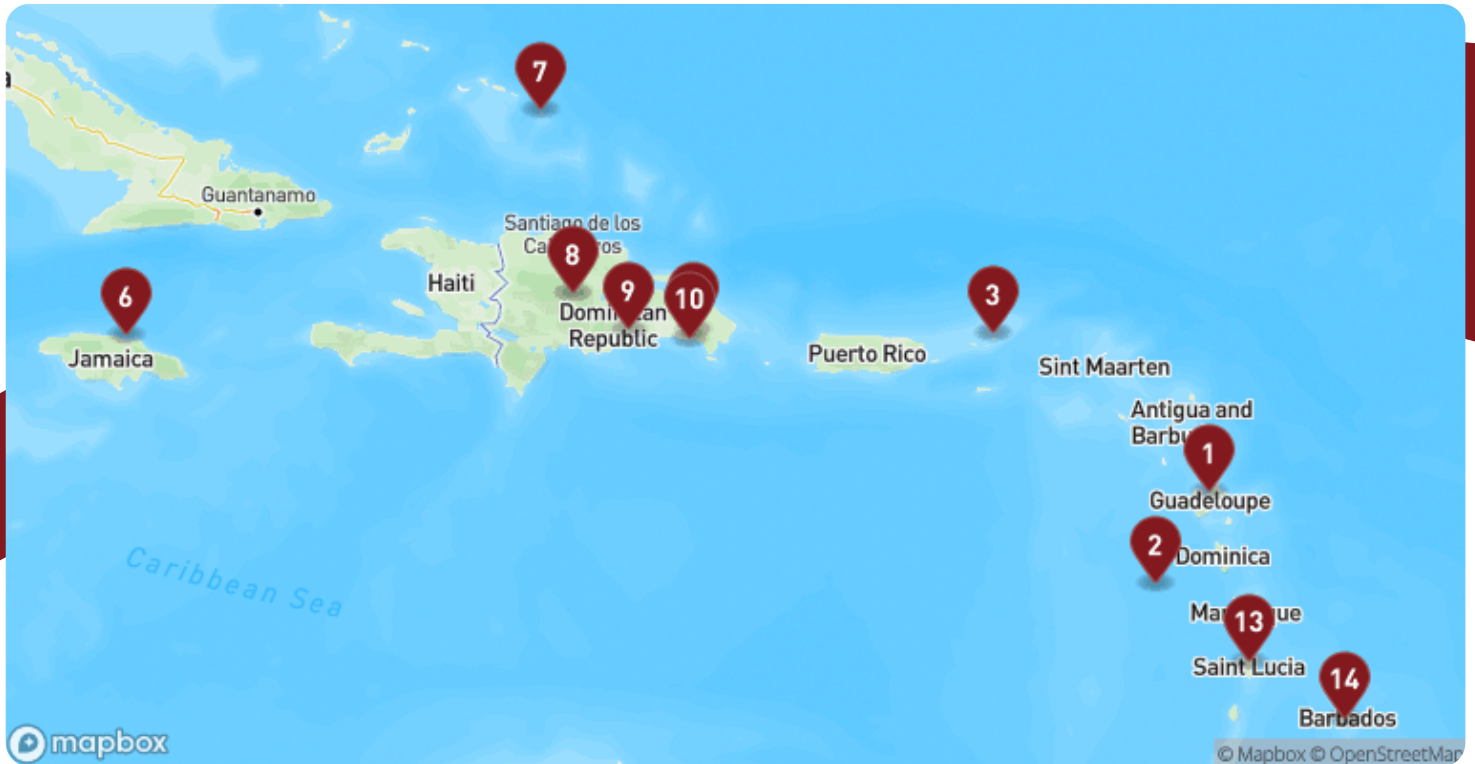 a
7
Guantanamo
Santiago de los
8
6
Haiti
9
10
3
Republic
Jamaica
Puerto Rico
Sint Maarten
Antigua and
1
Guadeloupe
2
Dominica
Caribbean Sea
13
Saint Lucia
14
Barbados
mapbox
© Mapbox © OpenStreetMap